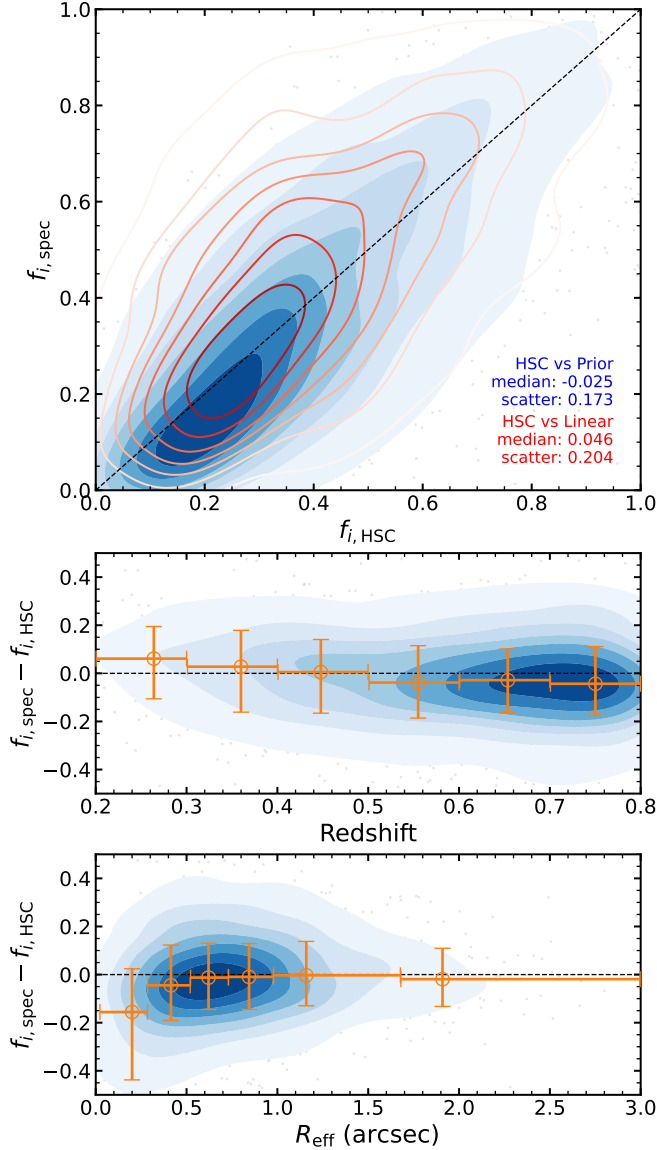 1.0
0.8
0.6
0.4
0.2
0.0
f_{i, spec}
HSC vs Prior
median: -0.025
scatter: 0.173
HSC vs Linear
median: 0.046
scatter: 0.204
0.0 0.2 0.4 0.6 0.8 1.0
f_{i, HSC}
0.4
0.2
0.0
−0.2
−0.4
f_{i, spec} − f_{i, HSC}
0.2 0.3 0.4 0.5 0.6 0.7 0.8
Redshift
0.4
0.2
0.0
−0.2
−0.4
f_{i, spec} − f_{i, HSC}
0.0 0.5 1.0 1.5 2.0 2.5 3.0
R_{eff} (arcsec)